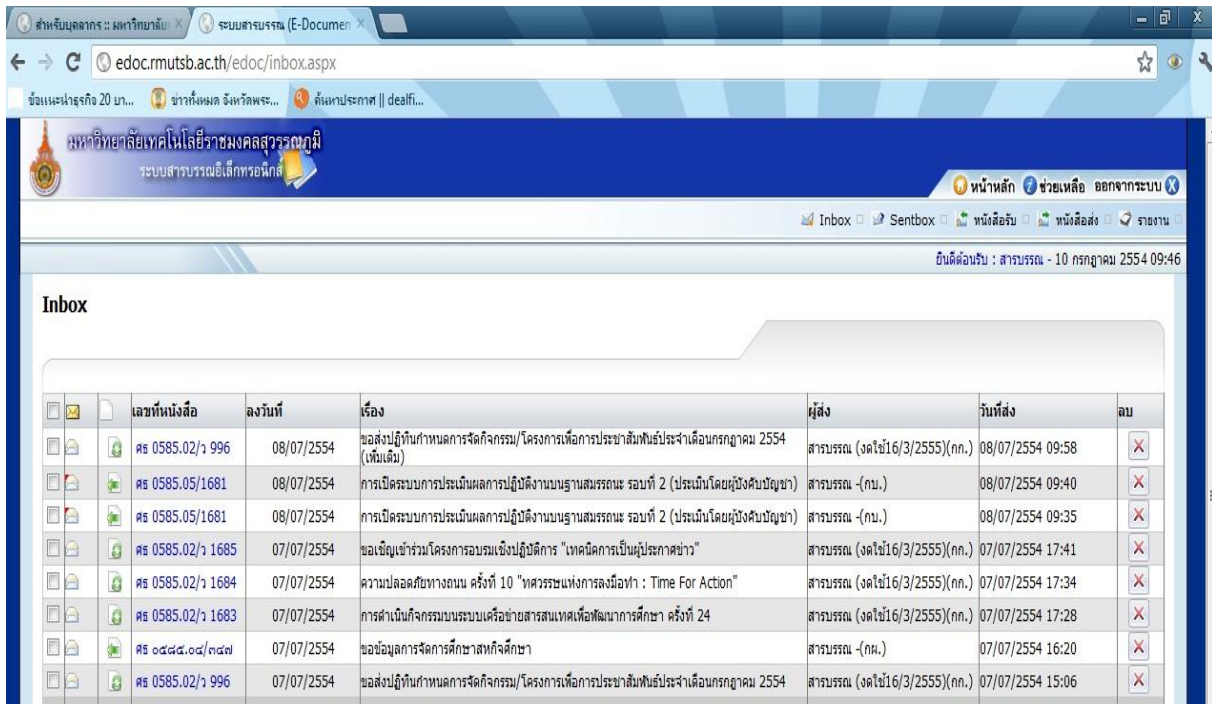 สำหรับบุคลากร :: มหาวิทยาลัย
ระบบสารบรรณ (E-Documen
edoc.rmutsb.ac.th/edoc/inbox.aspx
ข้อแนะนำธุรกิจ 20 บา... ข่าวทั้งหมด จังหวัดพระ... ค้นหาประกาศ || dealfi...
มหาวิทยาลัยเทคโนโลยีราชมงคลสุวรรณภูมิ
ระบบสารบรรณอิเล็กทรอนิกส์
หน้าหลัก ช่วยเหลือ ออกจากระบบ
Inbox Sentbox หนังสือรับ หนังสือส่ง รายงาน
ยินดีต้อนรับ : สารบรรณ - 10 กรกฎาคม 2554 09:46
Inbox
เลขที่หนังสือ ลงวันที่ เรื่อง ผู้ส่ง วันที่ส่ง ลบ
ศธ 0585.02/ว 996 08/07/2554 ขอส่งปฏิทินกำหนดการจัดกิจกรรม/โครงการเพื่อการประชาสัมพันธ์ประจำเดือนกรกฎาคม 2554 (เพิ่มเติม) สารบรรณ (งดใช้16/3/2555)(กก.) 08/07/2554 09:58
ศธ 0585.05/1681 08/07/2554 การเปิดระบบการประเมินผลการปฏิบัติงานบนฐานสมรรถนะ รอบที่ 2 (ประเมินโดยผู้บังคับบัญชา) สารบรรณ -(กบ.) 08/07/2554 09:40
ศธ 0585.05/1681 08/07/2554 การเปิดระบบการประเมินผลการปฏิบัติงานบนฐานสมรรถนะ รอบที่ 2 (ประเมินโดยผู้บังคับบัญชา) สารบรรณ -(กบ.) 08/07/2554 09:35
ศธ 0585.02/ว 1685 07/07/2554 ขอเชิญเข้าร่วมโครงการอบรมเชิงปฏิบัติการ "เทคนิคการเป็นผู้ประกาศข่าว" สารบรรณ (งดใช้16/3/2555)(กก.) 07/07/2554 17:41
ศธ 0585.02/ว 1684 07/07/2554 ความปลอดภัยทางถนน ครั้งที่ 10 "ทศวรรษแห่งการลงมือทำ : Time For Action" สารบรรณ (งดใช้16/3/2555)(กก.) 07/07/2554 17:34
ศธ 0585.02/ว 1683 07/07/2554 การดำเนินกิจกรรมบนระบบเครือข่ายสารสนเทศเพื่อพัฒนาการศึกษา ครั้งที่ 24 สารบรรณ (งดใช้16/3/2555)(กก.) 07/07/2554 17:28
ศธ ๐๕๘๕.๐๔/๓๔๗ 07/07/2554 ขอข้อมูลการจัดการศึกษาสหกิจศึกษา สารบรรณ -(กผ.) 07/07/2554 16:20
ศธ 0585.02/ว 996 07/07/2554 ขอส่งปฏิทินกำหนดการจัดกิจกรรม/โครงการเพื่อการประชาสัมพันธ์ประจำเดือนกรกฎาคม 2554 สารบรรณ (งดใช้16/3/2555)(กก.) 07/07/2554 15:06